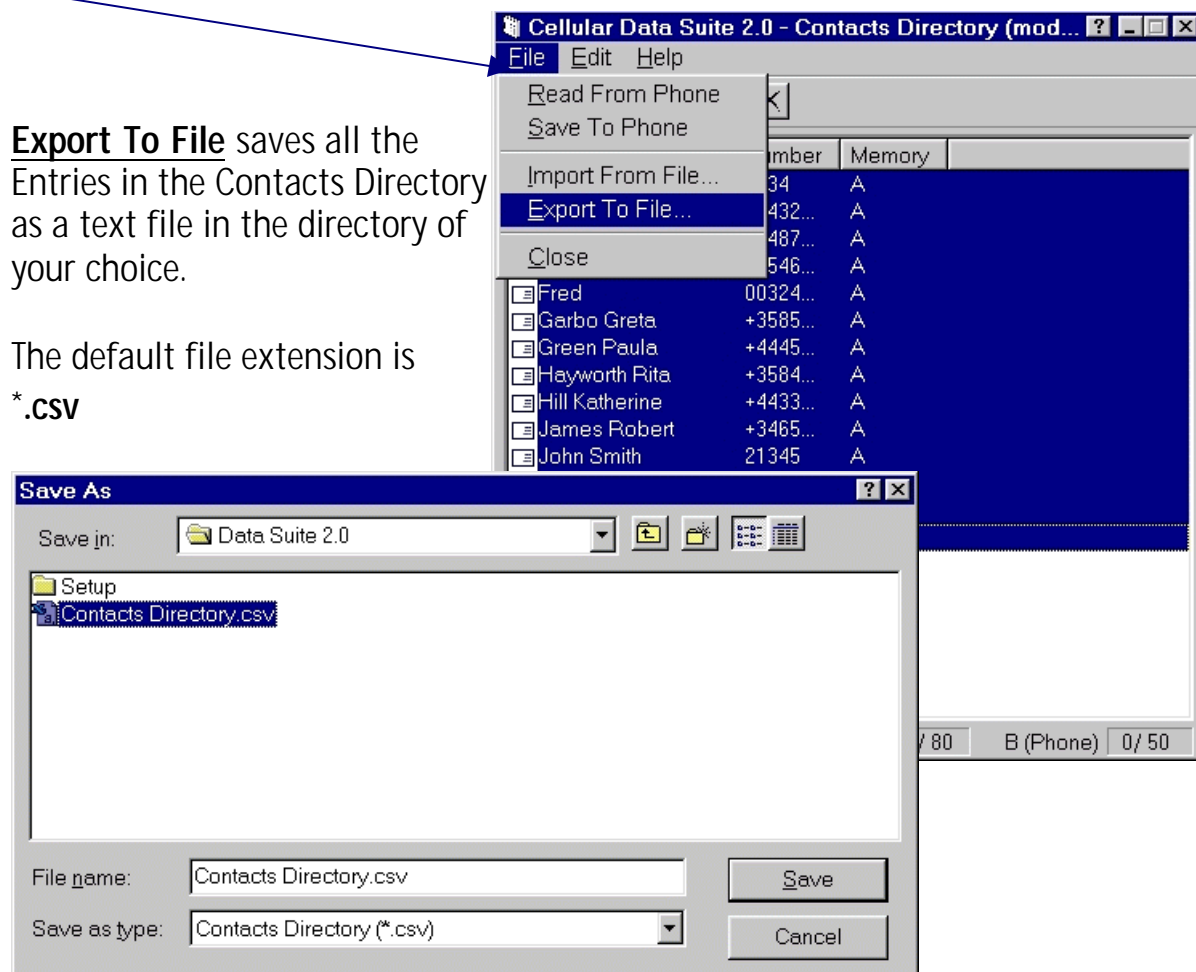 Cellular Data Suite 2.0 - Contacts Directory (mod...
File Edit Help
Read From Phone
Save To Phone
Import From File...
Export To File...
Close
Memory
34 A
432... A
487... A
546... A
Fred 00324... A
Garbo Greta +3585... A
Green Paula +4445... A
Hayworth Rita +3584... A
Hill Katherine +4433... A
James Robert +3465... A
John Smith 21345 A
/ 80 B (Phone) 0/ 50
Export To File saves all the
Entries in the Contacts Directory
as a text file in the directory of
your choice.
The default file extension is
*.csv
Save As
Save in: Data Suite 2.0
Setup
Contacts Directory.csv
File name: Contacts Directory.csv
Save
Save as type: Contacts Directory (*.csv)
Cancel